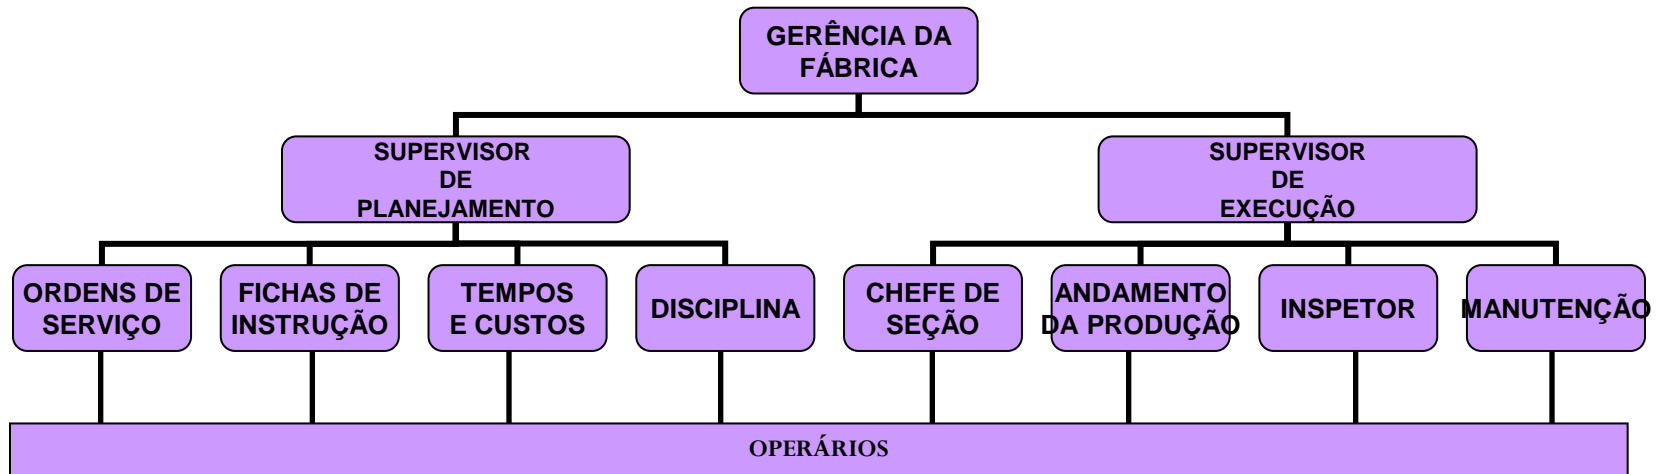 GERÊNCIA DA
FÁBRICA
SUPERVISOR
DE
PLANEJAMENTO
SUPERVISOR
DE
EXECUÇÃO
ORDENS DE
SERVIÇO
FICHAS DE
INSTRUÇÃO
TEMPOS
E CUSTOS
DISCIPLINA
CHEFE DE
SEÇÃO
ANDAMENTO
DA PRODUÇÃO
INSPETOR
MANUTENÇÃO
OPERÁRIOS